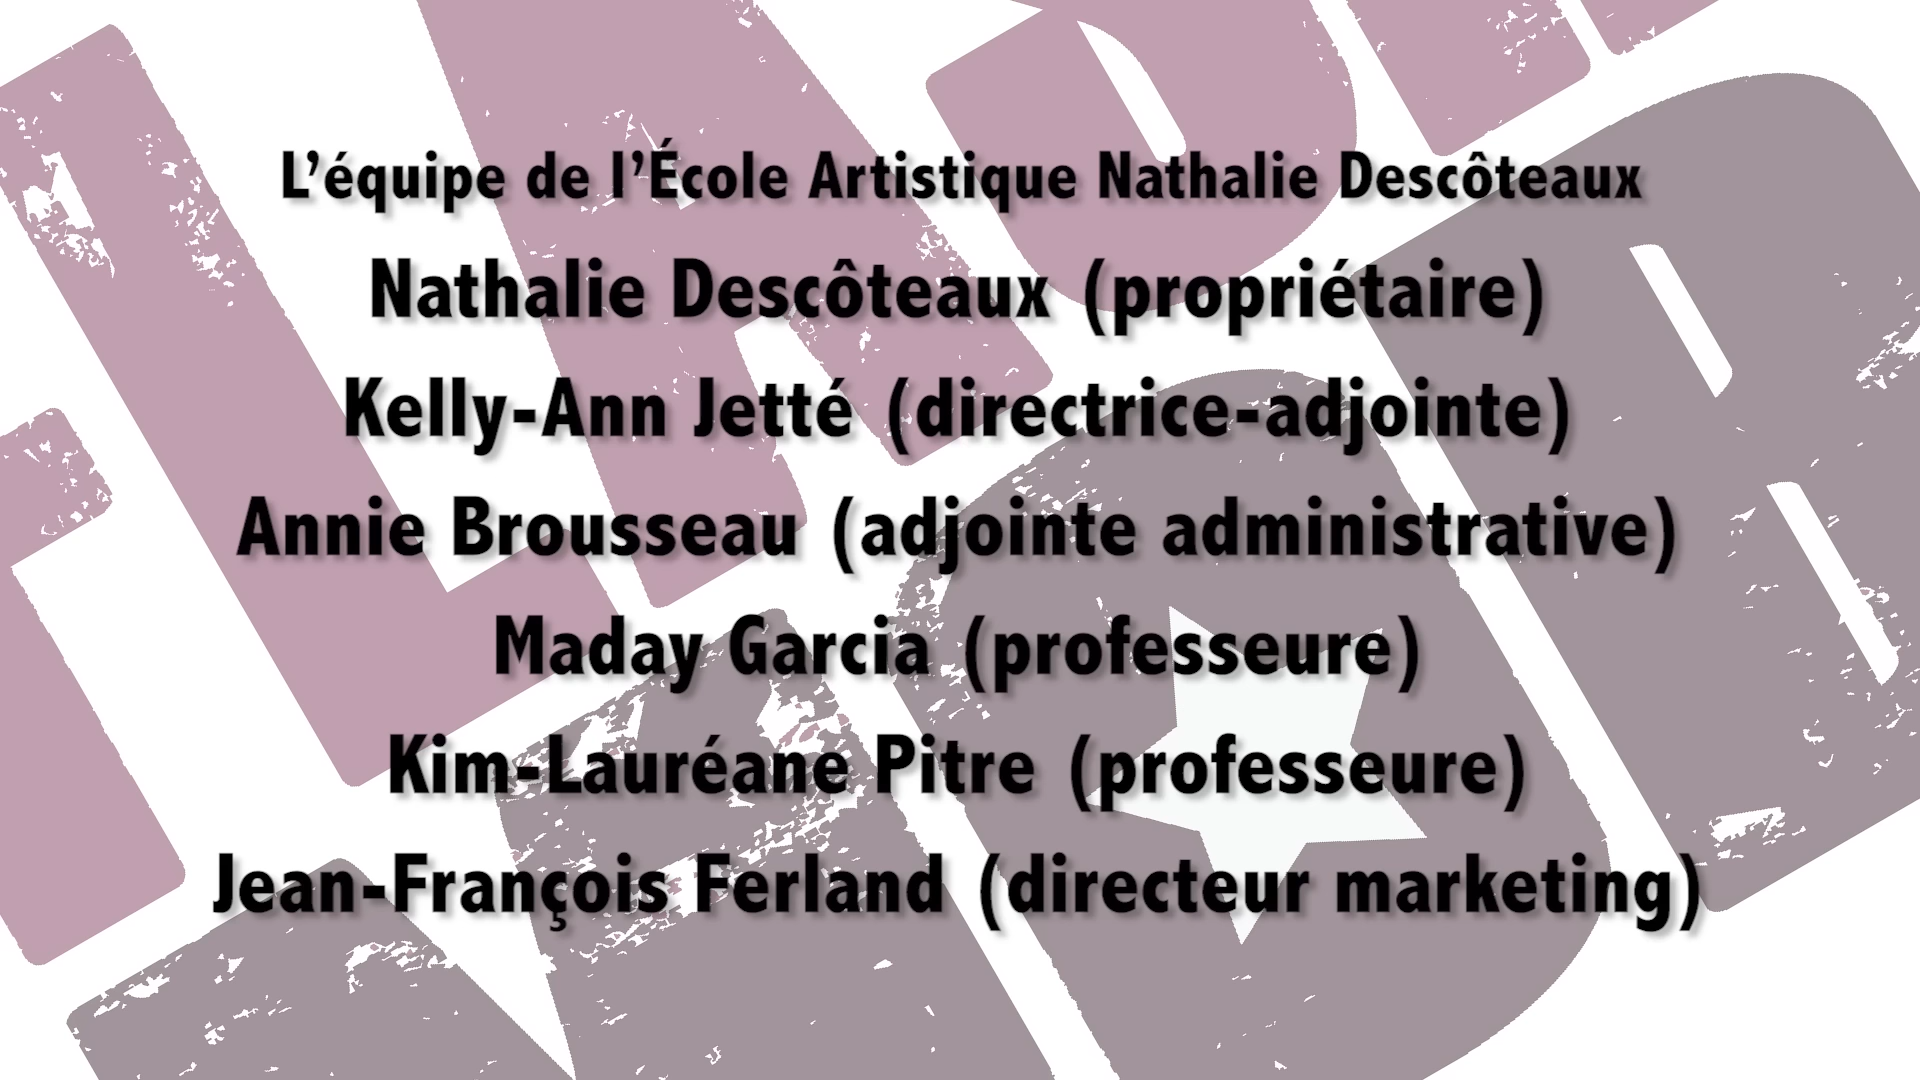 L’équipe de l’École Artistique Nathalie Descôteaux
Nathalie Descôteaux (propriétaire)
Kelly-Ann Jetté (directrice-adjointe)
Annie Brousseau (adjointe administrative)
Maday Garcia (professeure)
Kim-Lauréane Pitre (professeure)
Jean-François Ferland (directeur marketing)